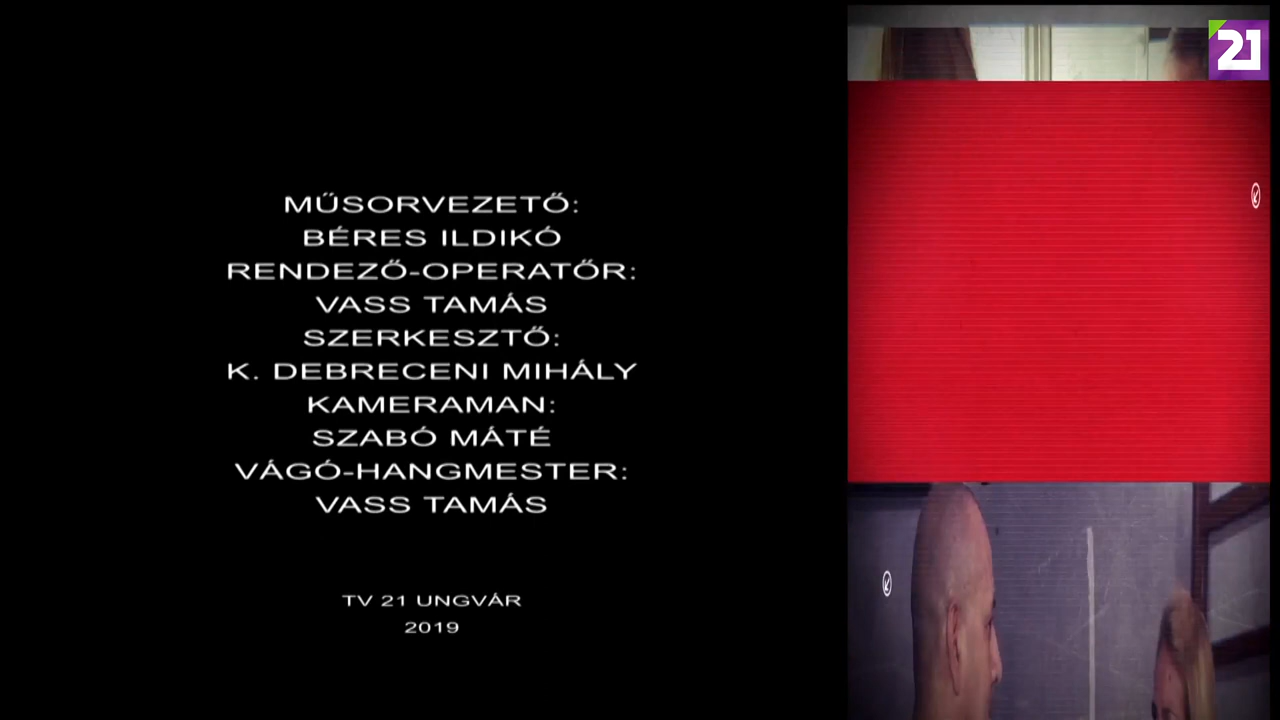 21
MŰSORVEZETŐ:
BÉRES ILDIKÓ
RENDEZŐ-OPERATŐR:
VASS TAMÁS
SZERKESZTŐ:
K. DEBRECENI MIHÁLY
KAMERAMAN:
SZABÓ MÁTÉ
VÁGÓ-HANGMESTER:
VASS TAMÁS
TV 21 UNGVÁR
2019